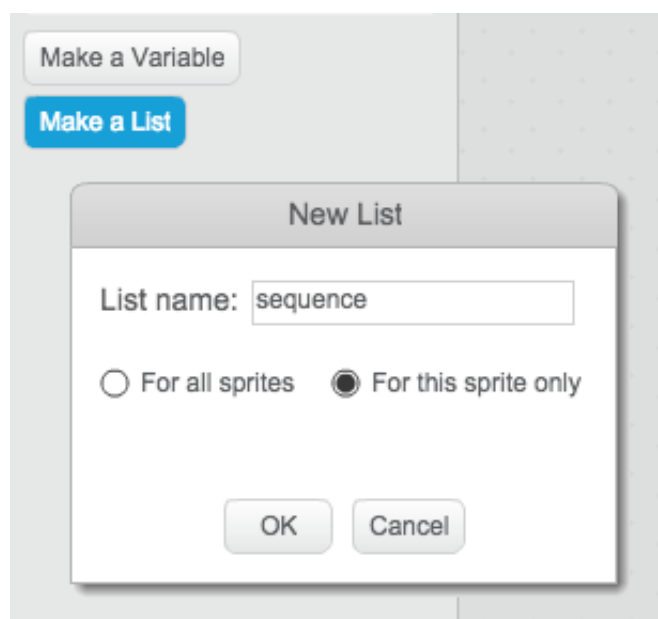 Make a Variable
Make a List
New List
List name: sequence
For all sprites For this sprite only
OK Cancel